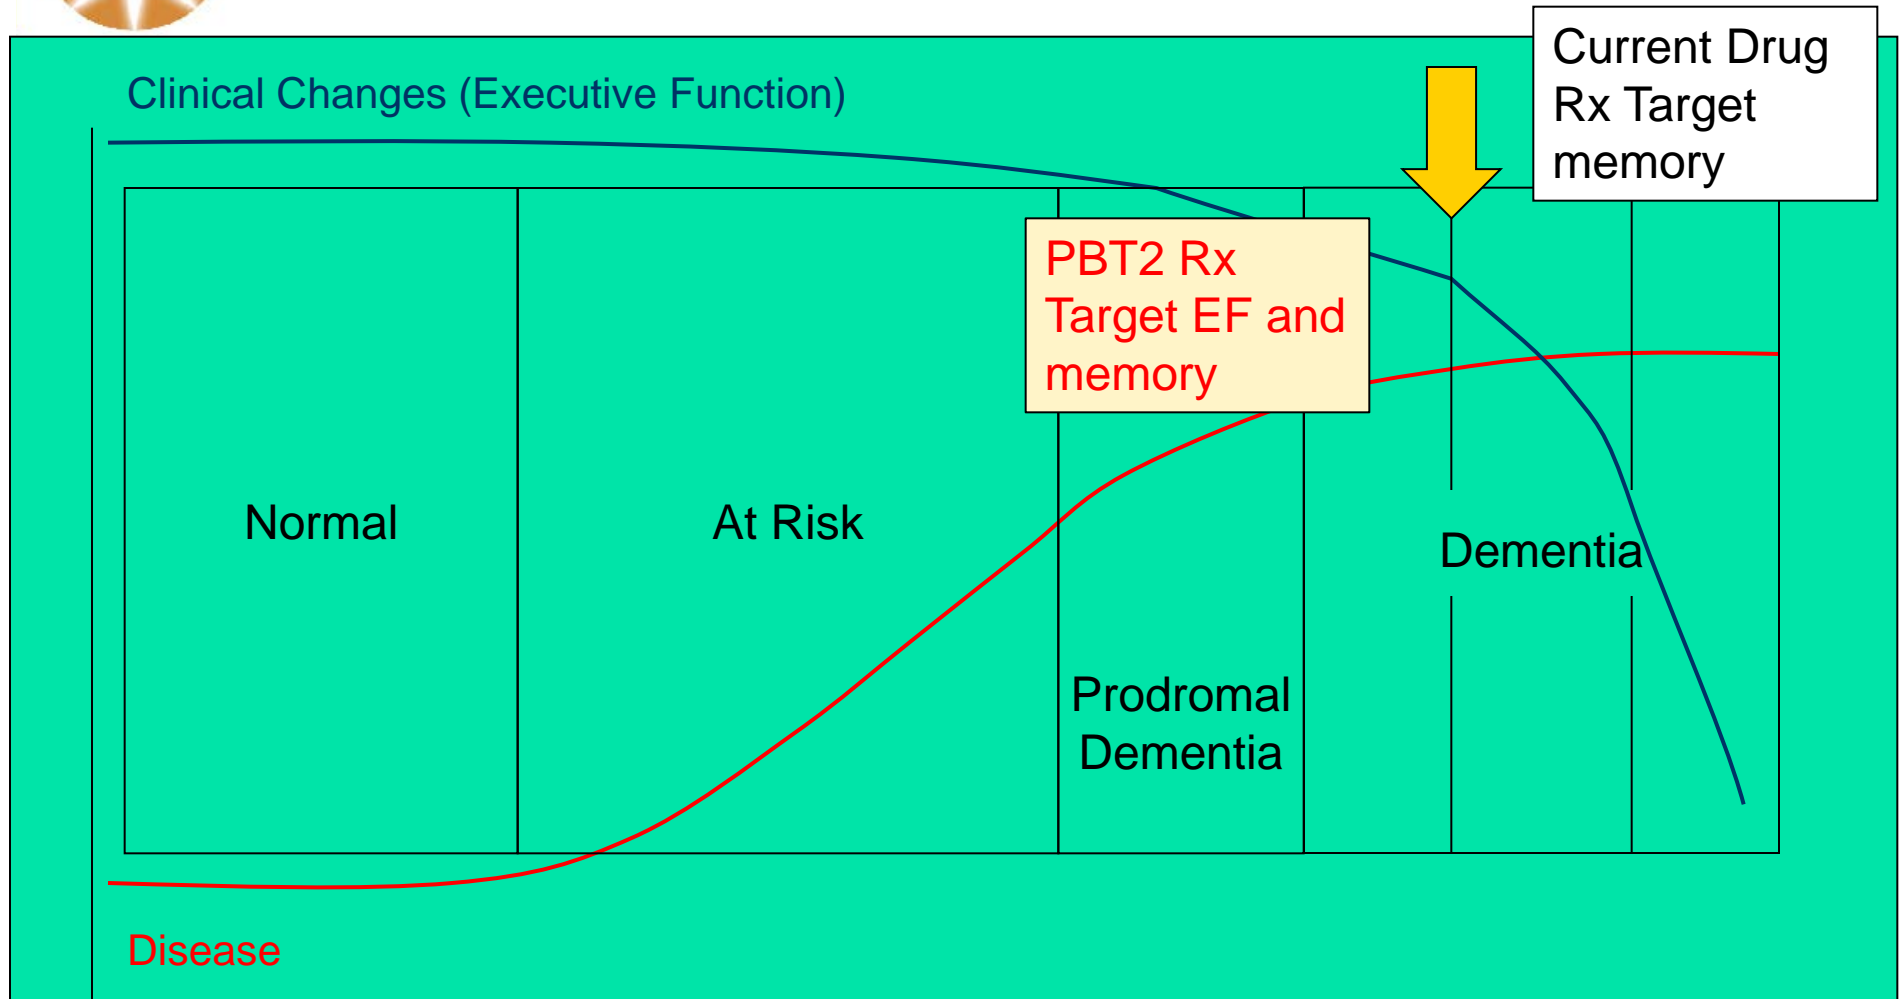 Clinical Changes (Executive Function)
Current Drug
Rx Target
memory
PBT2 Rx
Target EF and
memory
Normal
At Risk
Dementia
Prodromal
Dementia
Disease